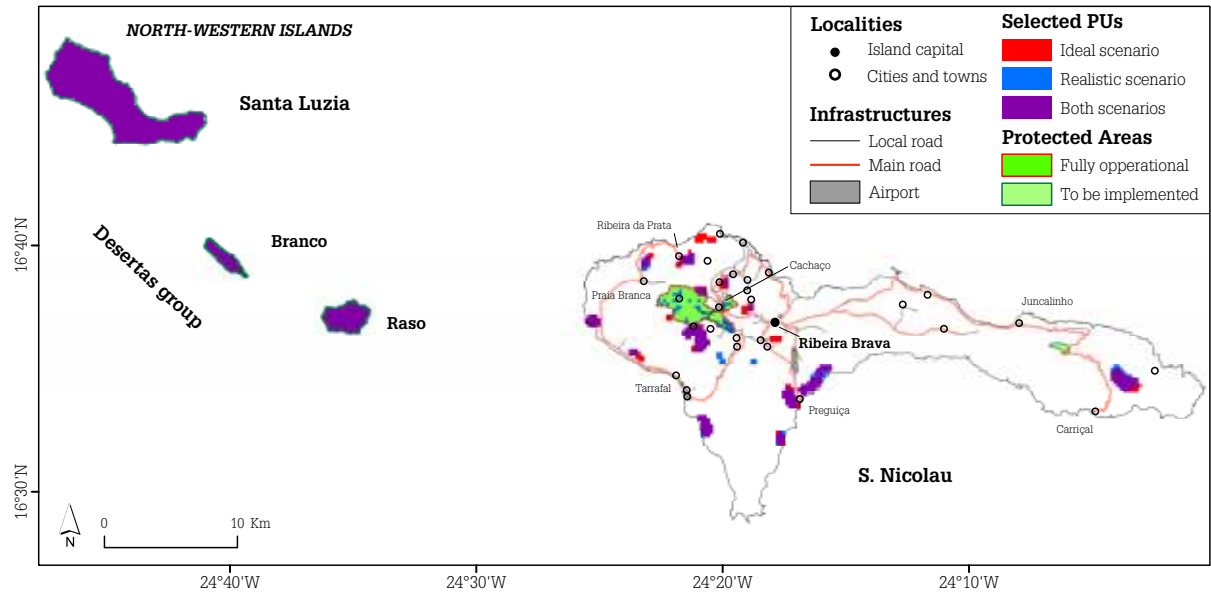 NORTH-WESTERN ISLANDS
Santa Luzia
Branco
Desertas group
Raso
Localities
Island capital
Cities and towns
Infrastructures
Local road
Main road
Airport
Selected PUs
Ideal scenario
Realistic scenario
Both scenarios
Protected Areas
Fully opperational
To be implemented
Ribeira da Prata
Cachaço
Praia Branca
Juncalinho
Ribeira Brava
Tarrafal
Preguiça
Carriçal
S. Nicolau
16°40'N
16°30'N
N
0 10 Km
24°40'W 24°30'W 24°20'W 24°10'W